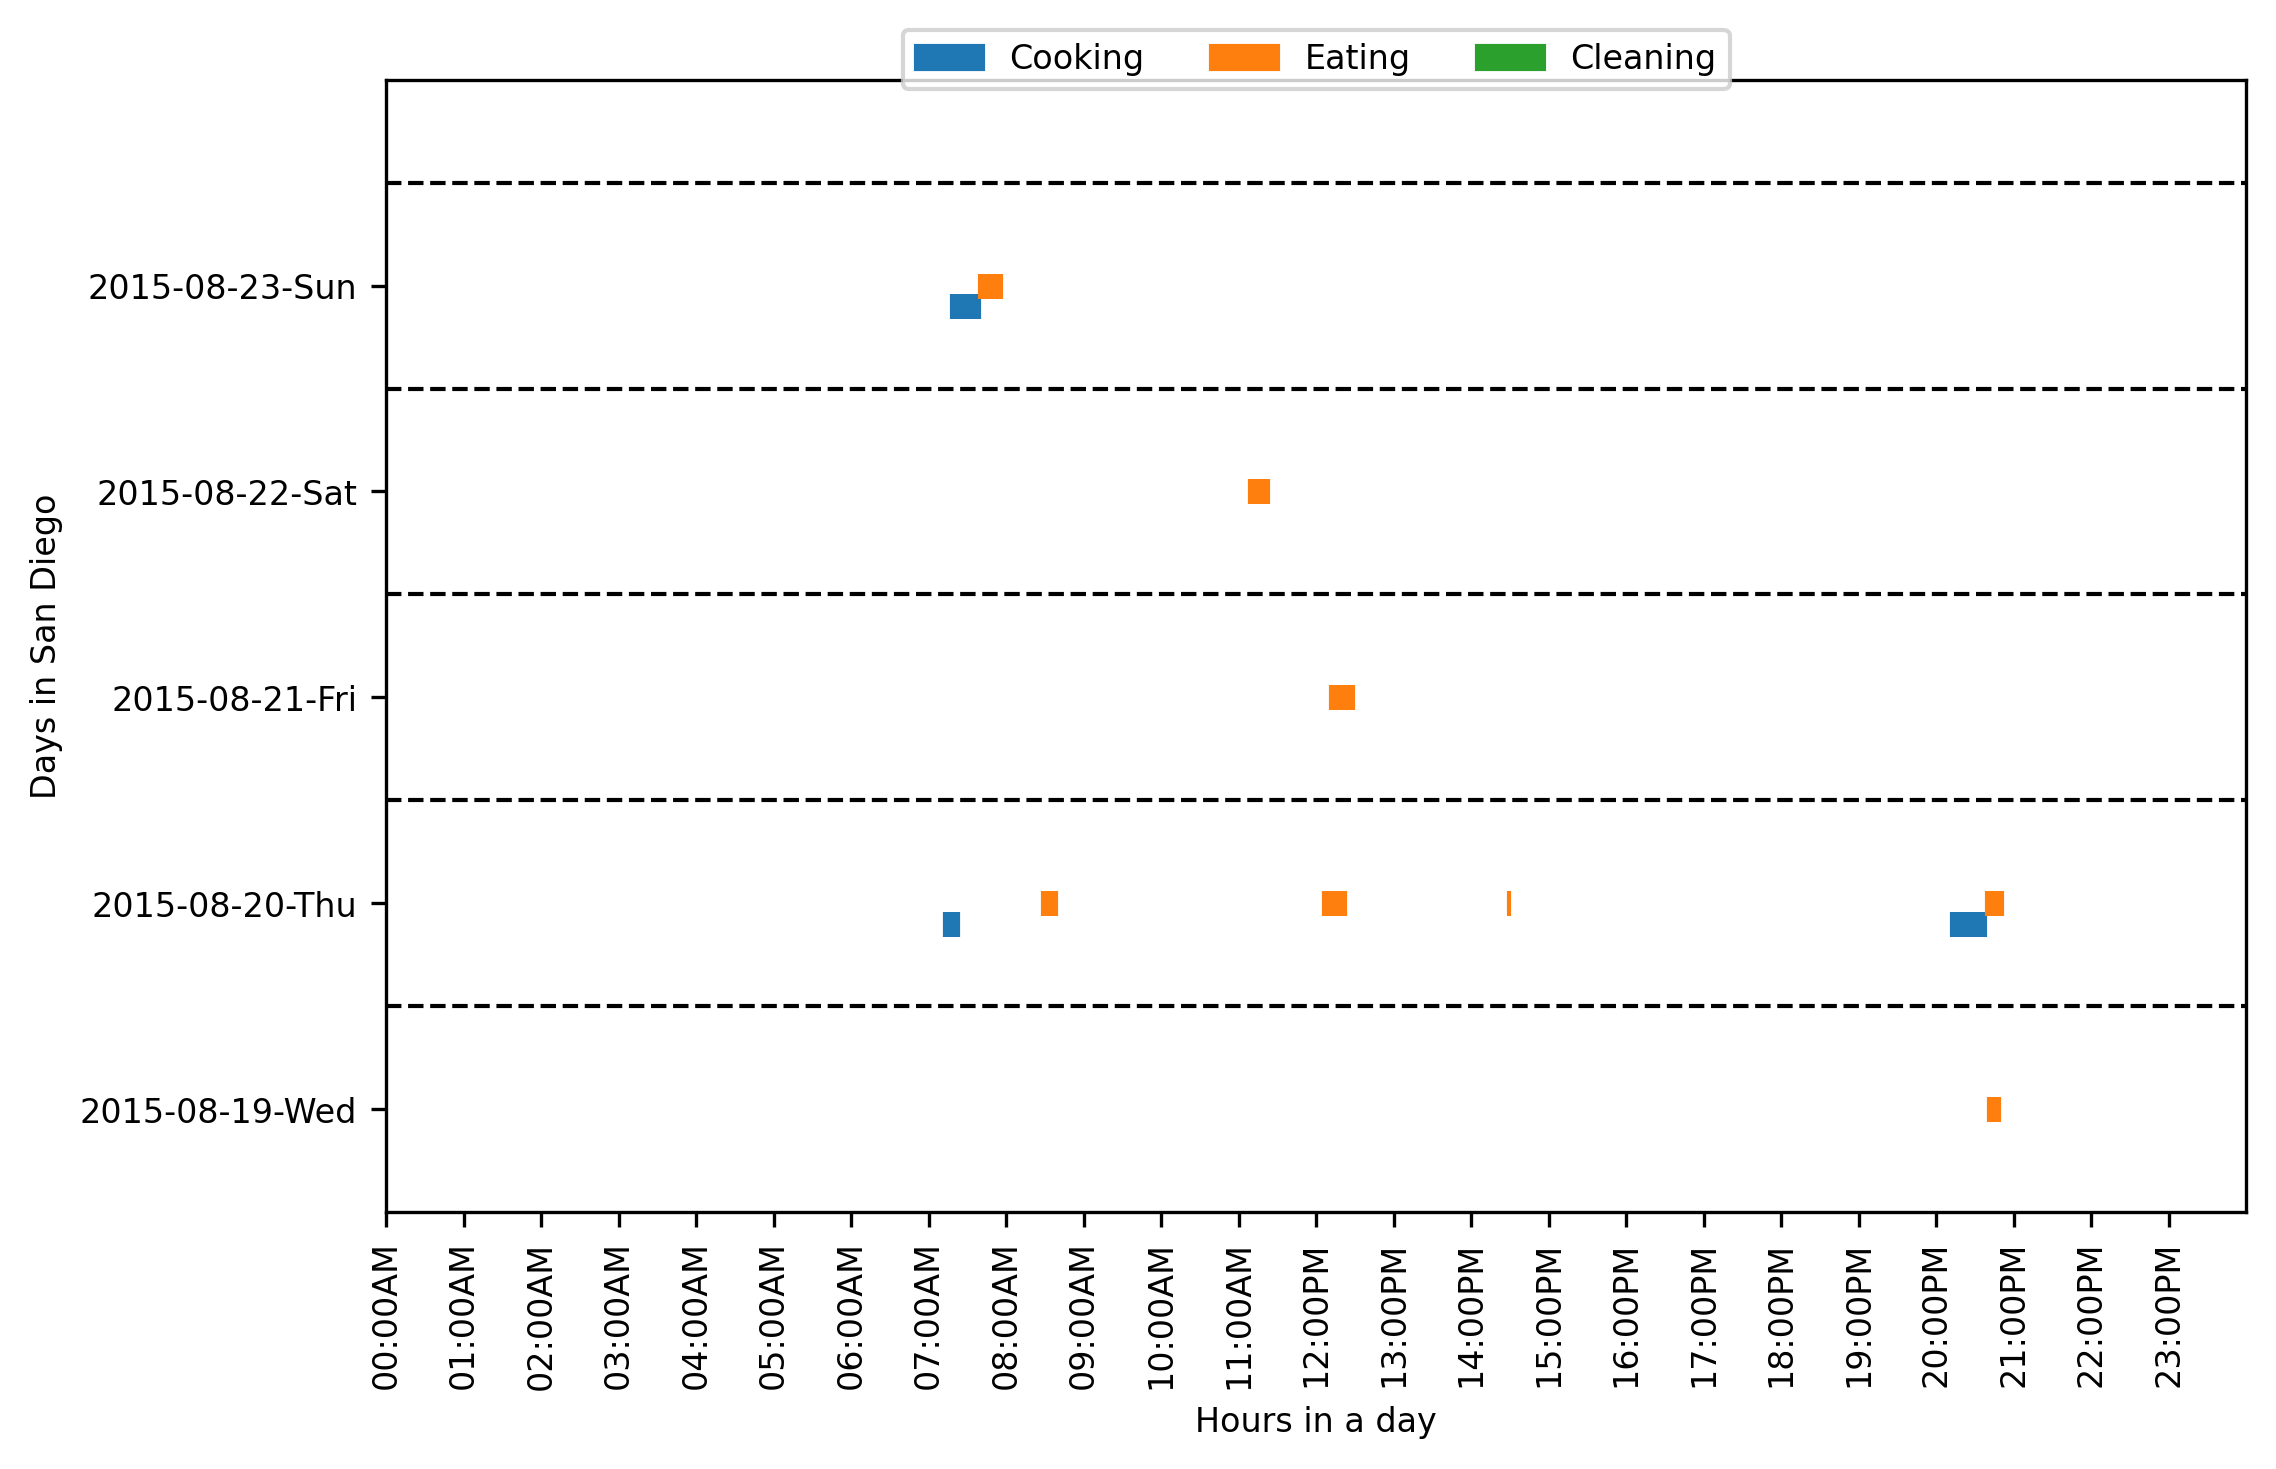 Cooking Eating Cleaning
Days in San Diego
2015-08-23-Sun
2015-08-22-Sat
2015-08-21-Fri
2015-08-20-Thu
2015-08-19-Wed
00:00AM
01:00AM
02:00AM
03:00AM
04:00AM
05:00AM
06:00AM
07:00AM
08:00AM
09:00AM
10:00AM
11:00AM
12:00PM
13:00PM
14:00PM
15:00PM
16:00PM
17:00PM
18:00PM
19:00PM
20:00PM
21:00PM
22:00PM
23:00PM
Hours in a day